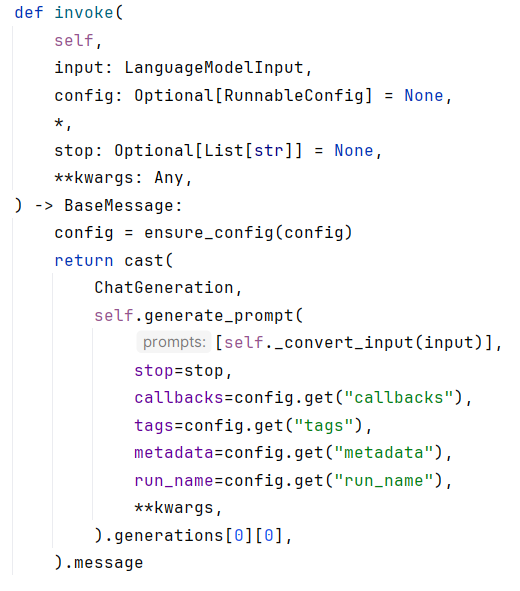 def invoke(
    self,
    input: LanguageModelInput,
    config: Optional[RunnableConfig] = None,
    *,
    stop: Optional[List[str]] = None,
    **kwargs: Any,
) -> BaseMessage:
    config = ensure_config(config)
    return cast(
        ChatGeneration,
        self.generate_prompt(
            prompts: [self._convert_input(input)],
            stop=stop,
            callbacks=config.get("callbacks"),
            tags=config.get("tags"),
            metadata=config.get("metadata"),
            run_name=config.get("run_name"),
            **kwargs,
        ).generations[0][0],
    ).message